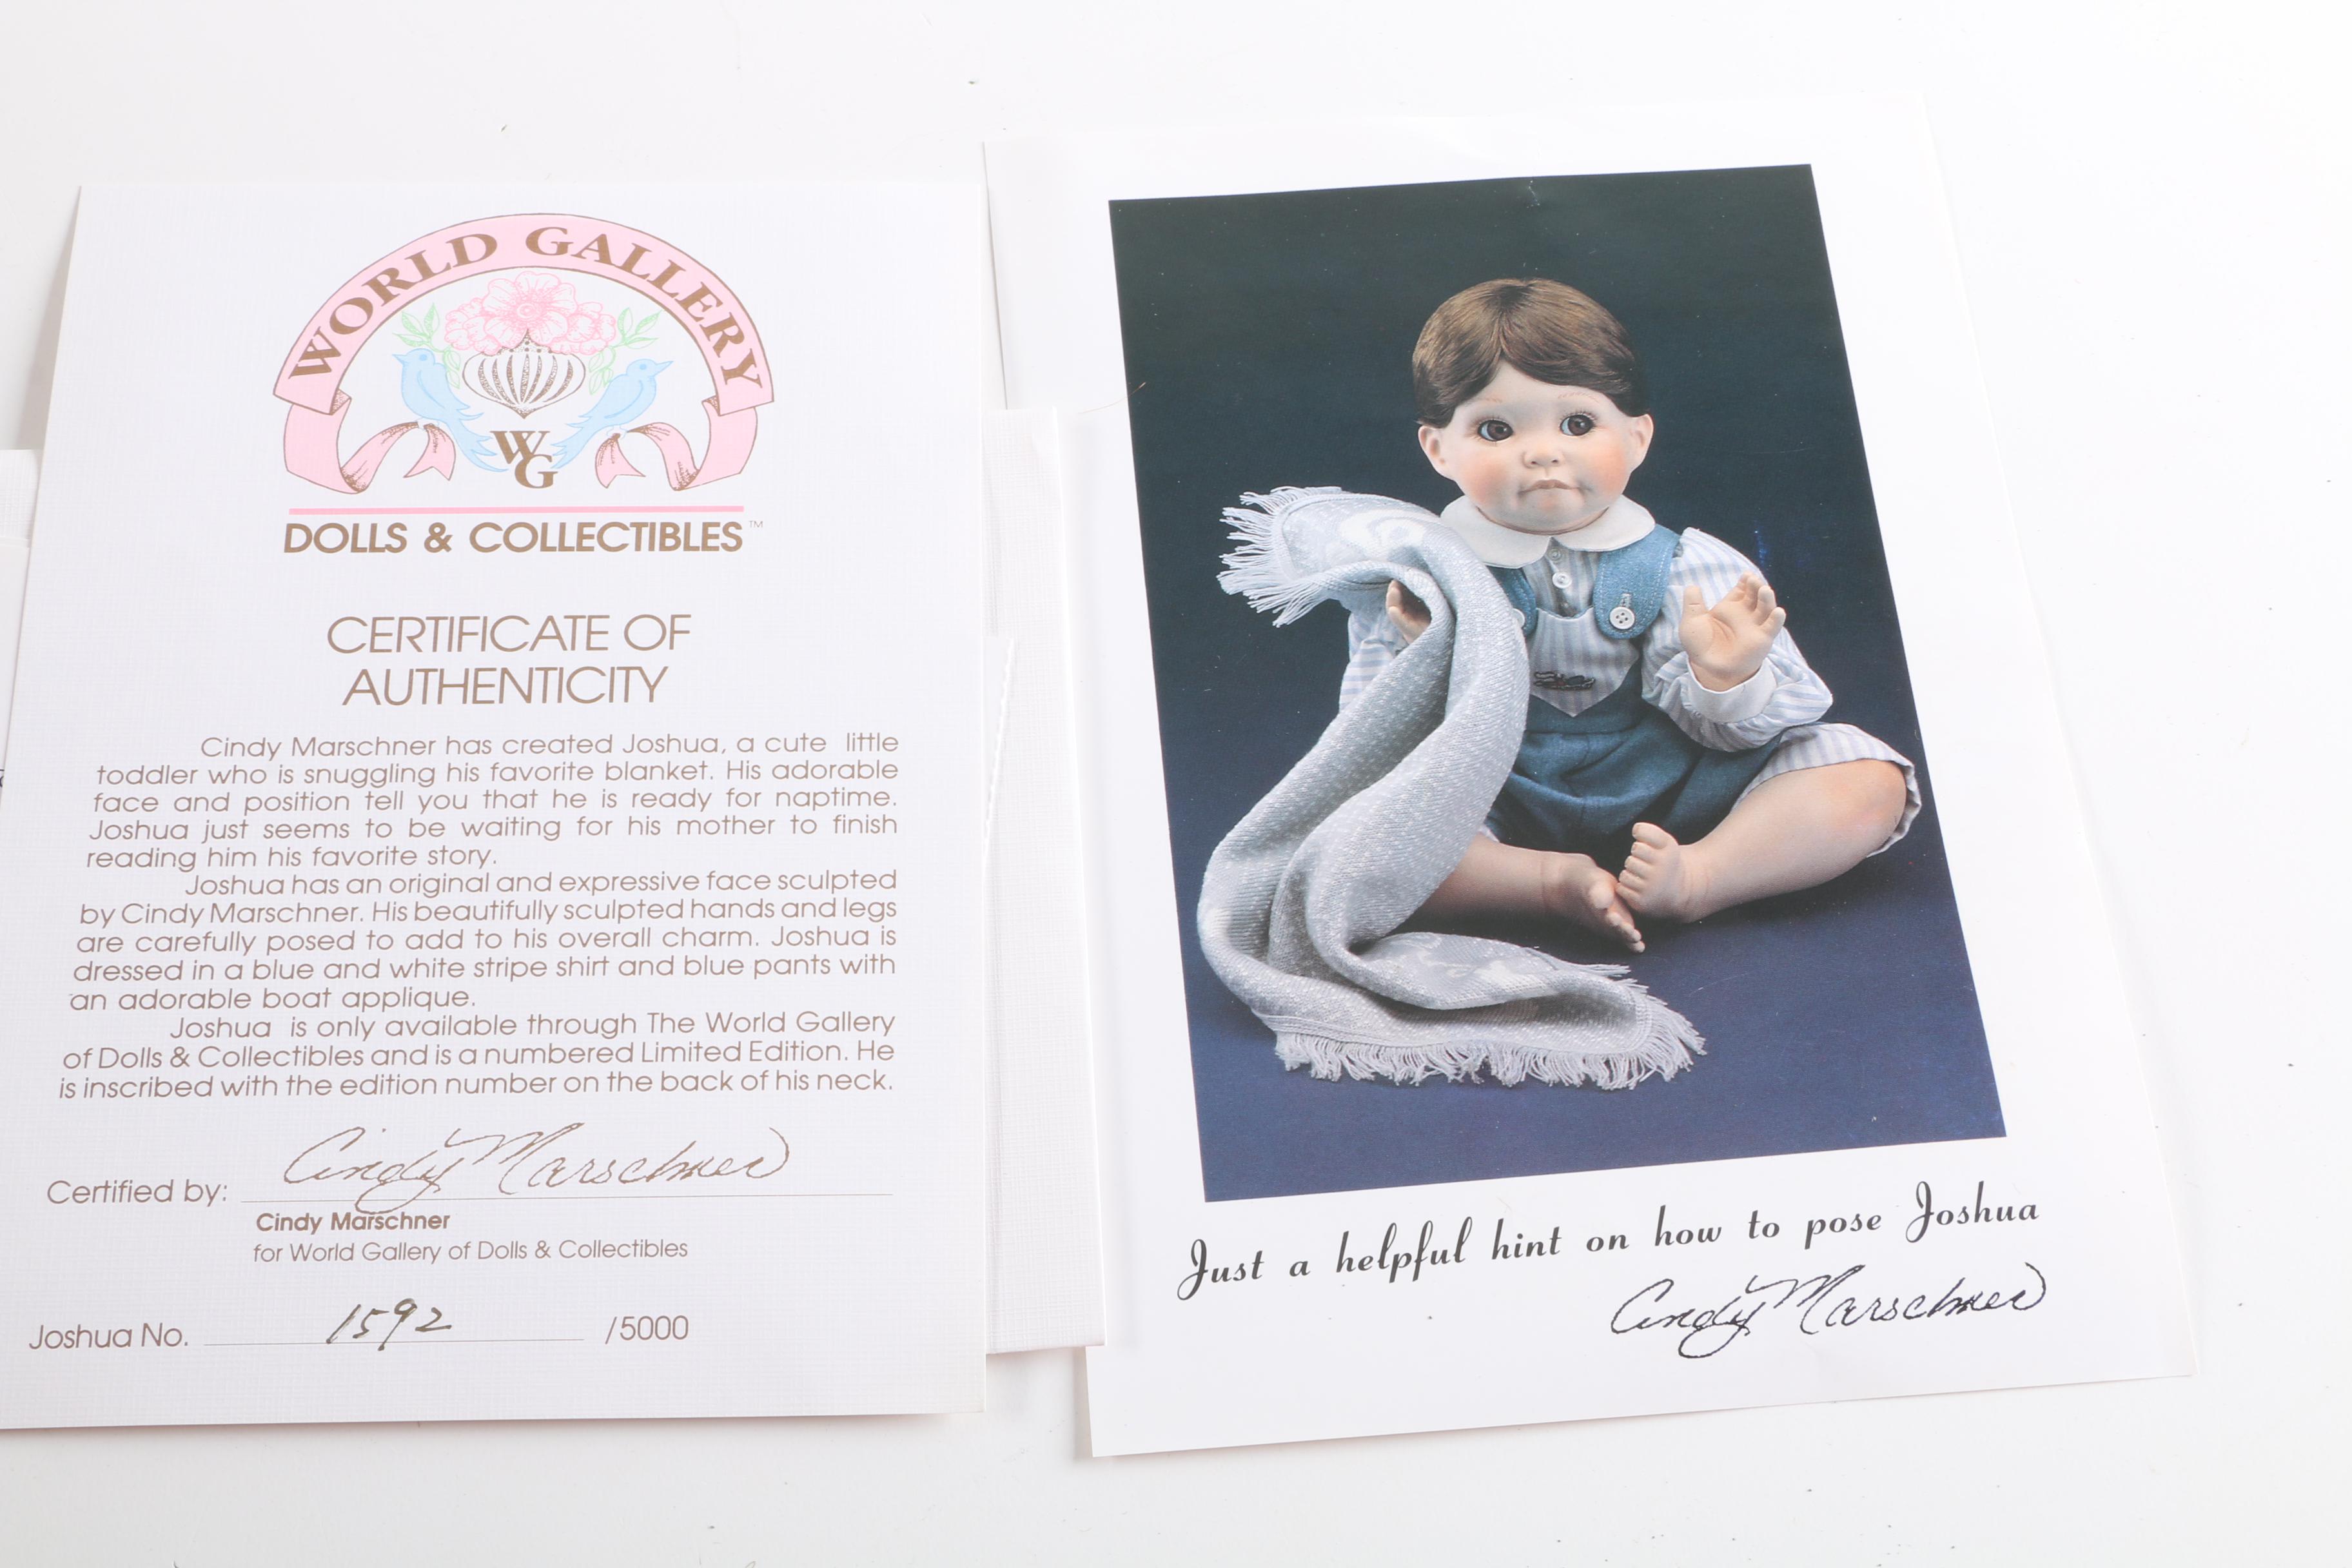 WORLD GALLERY
WG
DOLLS & COLLECTIBLES™
CERTIFICATE OF
AUTHENTICITY
Cindy Marschner has created Joshua, a cute little
toddler who is snuggling his favorite blanket. His adorable
face and position tell you that he is ready for naptime.
Joshua just seems to be waiting for his mother to finish
reading him his favorite story.
Joshua has an original and expressive face sculpted
by Cindy Marschner. His beautifully sculpted hands and legs
are carefully posed to add to his overall charm. Joshua is
dressed in a blue and white stripe shirt and blue pants with
an adorable boat applique.
Joshua is only available through The World Gallery
of Dolls & Collectibles and is a numbered Limited Edition. He
is inscribed with the edition number on the back of his neck.
Certified by: Cindy Marschner
Cindy Marschner
for World Gallery of Dolls & Collectibles
Joshua No. 1592 /5000
Just a helpful hint on how to pose Joshua
Cindy Marschner